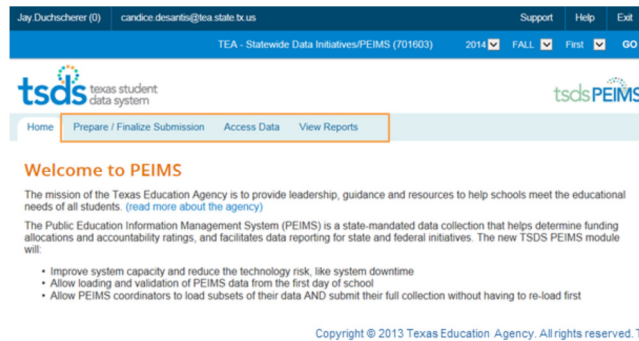 Jay Duchscherer (0) candice.desantis@tea.state.tx.us Support Help Exit
TEA - Statewide Data Initiatives/PEIMS (701603) 2014 FALL First GO
tsds texas student data system
tsds PEIMS
Home Prepare / Finalize Submission Access Data View Reports
Welcome to PEIMS
The mission of the Texas Education Agency is to provide leadership, guidance and resources to help schools meet the educational
needs of all students. (read more about the agency)
The Public Education Information Management System (PEIMS) is a state-mandated data collection that helps determine funding
allocations and accountability ratings, and facilitates data reporting for state and federal initiatives. The new TSDS PEIMS module
will:
• Improve system capacity and reduce the technology risk, like system downtime
• Allow loading and validation of PEIMS data from the first day of school
• Allow PEIMS coordinators to load subsets of their data AND submit their full collection without having to re-load first
Copyright © 2013 Texas Education Agency. All rights reserved. T